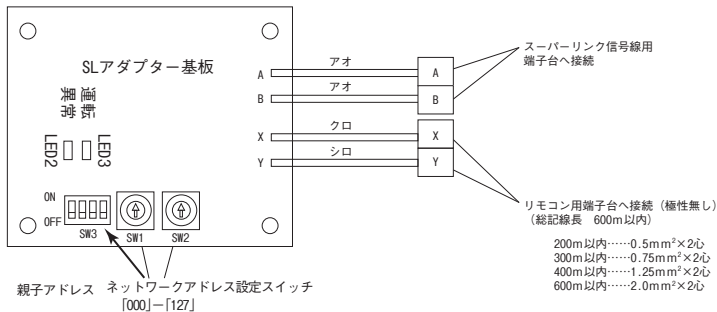 SLアダプター基板
運転
異常
LED2
LED3
ON
OFF
SW3
SW1
SW2
A
B
X
Y
アオ
アオ
クロ
シロ
A
B
X
Y
スーパーリンク信号線用
端子台へ接続
リモコン用端子台へ接続（極性無し）
（総記線長　600m以内）
200m以内……0.5mm²×2心
300m以内……0.75mm²×2心
400m以内……1.25mm²×2心
600m以内……2.0mm²×2心
親子アドレス
ネットワークアドレス設定スイッチ
「000」－「127」